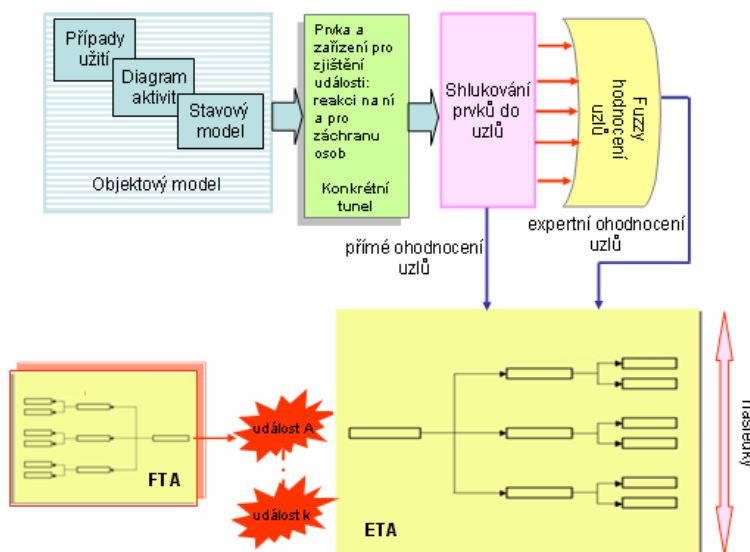 Případy
užití
Diagram
aktivit
Stavový
model
Objektový model
Prvka a
zařízení pro
zjištění
události:
reakci na ní
a pro
záchranu
osob
Konkrétní
tunel
Shlukování
prvků do
uzlů
Fuzzy
hodnocení
uzlů
přímé ohodnocení
uzlů
expertní ohodnocení
uzlů
FTA
událost A
událost k
ETA
následky